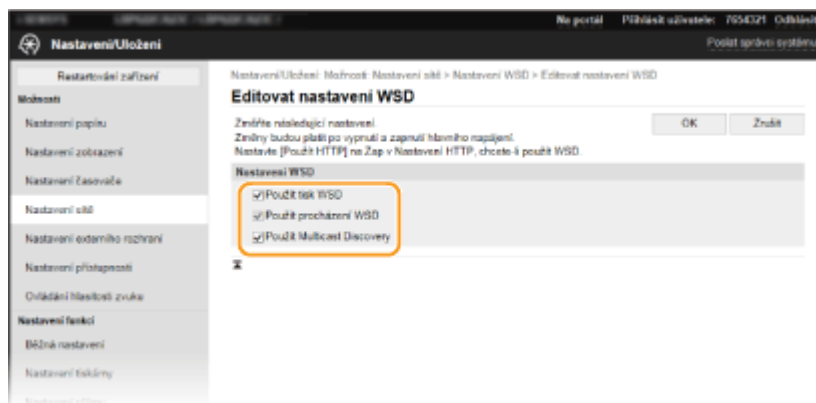 Na portál Přihlásit uživatele: 7654321 Odhlásit
Nastavení/Uložení
Poslat správci systému
Restartování zařízení
Nastavení/Uložení: Možnosti: Nastavení sítě > Nastavení WSD > Editovat nastavení WSD
Možnosti
Editovat nastavení WSD
Nastavení papíru
Změňte následující nastavení.
OK
Zrušit
Změny budou platit po vypnutí a zapnutí hlavního napájení.
Nastavení zobrazení
Nastavte [Použít HTTP] na Zap v Nastavení HTTP, chcete-li použít WSD.
Nastavení WSD
Nastavení časovače
Použít tisk WSD
Nastavení sítě
Použít procházení WSD
Nastavení externího rozhraní
Použít Multicast Discovery
Nastavení přístupnosti
Ovládání hlasitosti zvuku
Nastavení funkcí
Běžná nastavení
Nastavení tiskárny